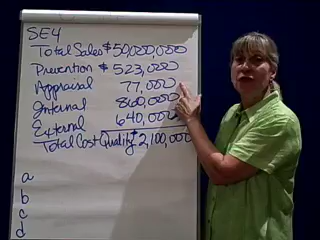 SE4
Total Sales $50,000,000
Prevention $523,000
Appraisal 77,000
Internal 860,000
External 640,000
Total Cost Quality $2,100,000
a
b
c
d